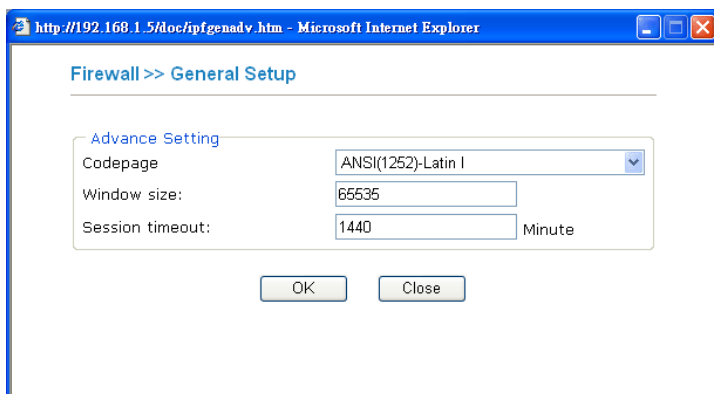 http://192.168.1.5/doc/ipfgenadv.htm - Microsoft Internet Explorer
Firewall >> General Setup
Advance Setting
Codepage ANSI(1252)-Latin I
Window size: 65535
Session timeout: 1440 Minute
OK Close